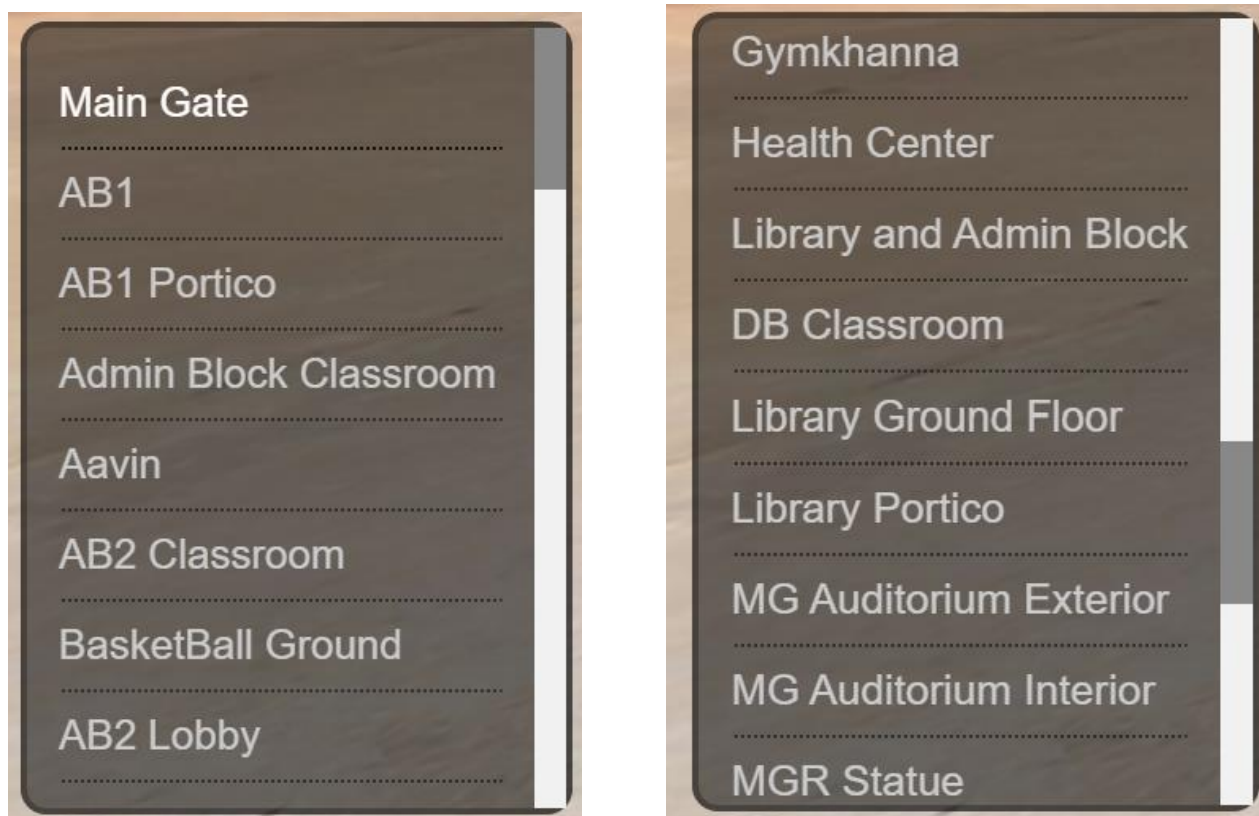 Main Gate
AB1
AB1 Portico
Admin Block Classroom
Aavin
AB2 Classroom
BasketBall Ground
AB2 Lobby
Gymkhanna
Health Center
Library and Admin Block
DB Classroom
Library Ground Floor
Library Portico
MG Auditorium Exterior
MG Auditorium Interior
MGR Statue